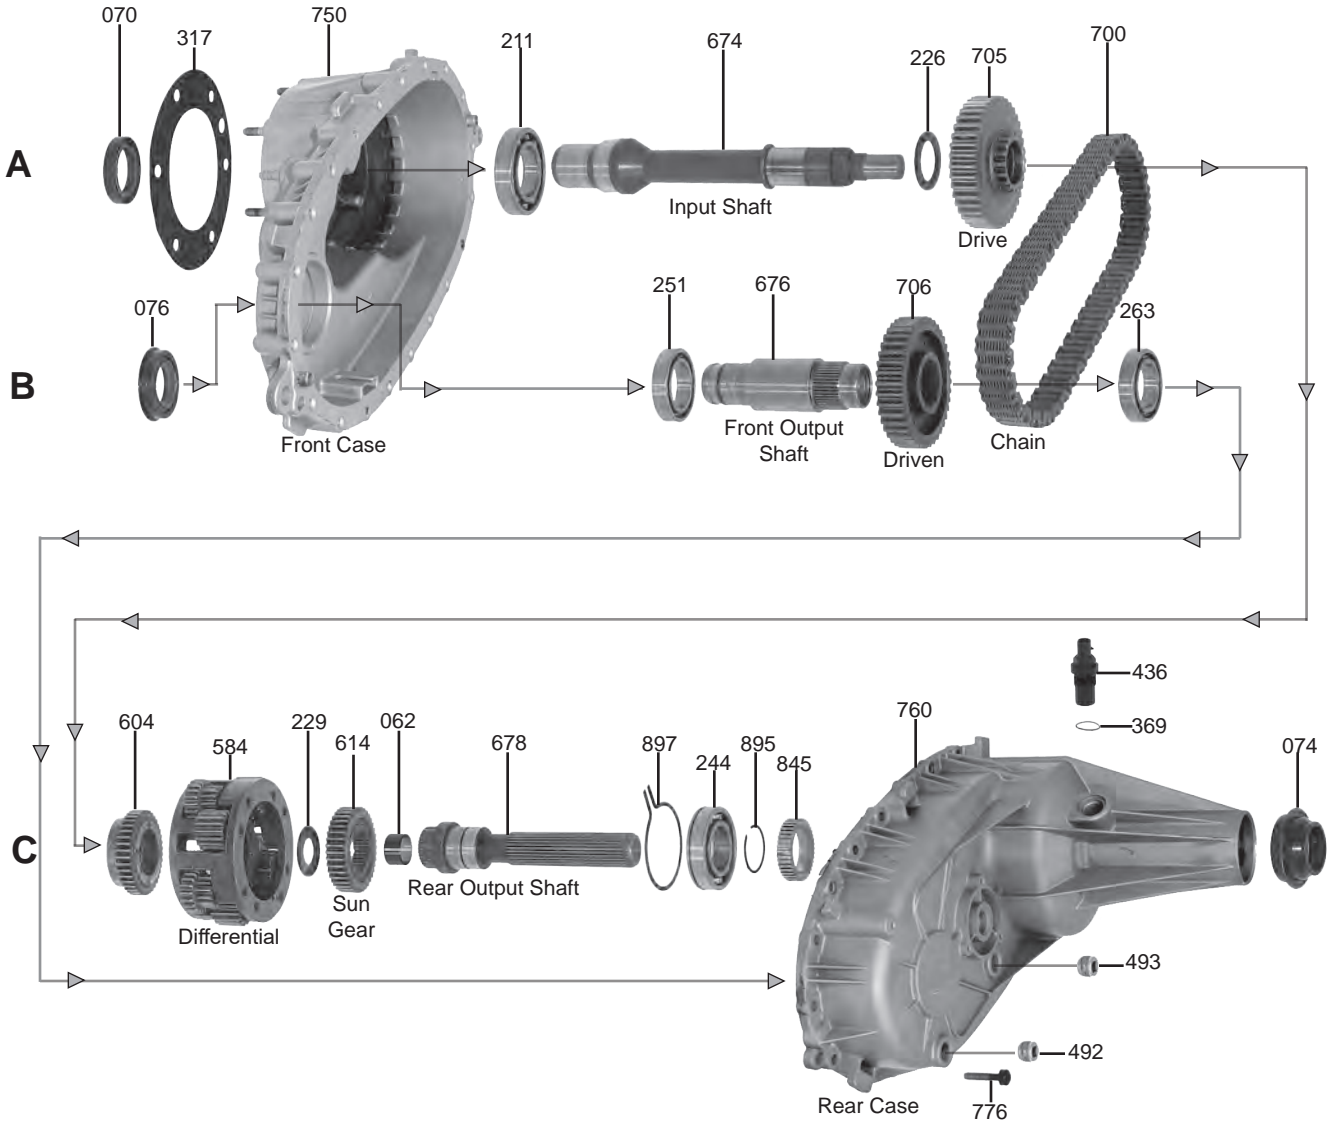 070
317
750
211
674
226
705
700
A
Input Shaft
Drive
076
251
676
706
263
B
Front Case
Front Output
Shaft
Driven
Chain
436
369
604
584
229
614
062
678
897
244
895
845
760
074
C
Rear Output Shaft
Sun
Gear
Differential
493
492
776
Rear Case